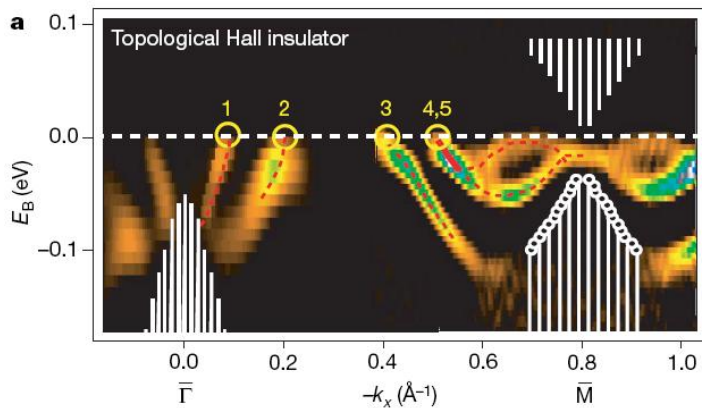 a
0.1
Topological Hall insulator
1
2
3
4,5
0.0
E_B (eV)
−0.1
0.0
0.2
0.4
0.6
0.8
1.0
Γ̅
−k_x (Å⁻¹)
M̅